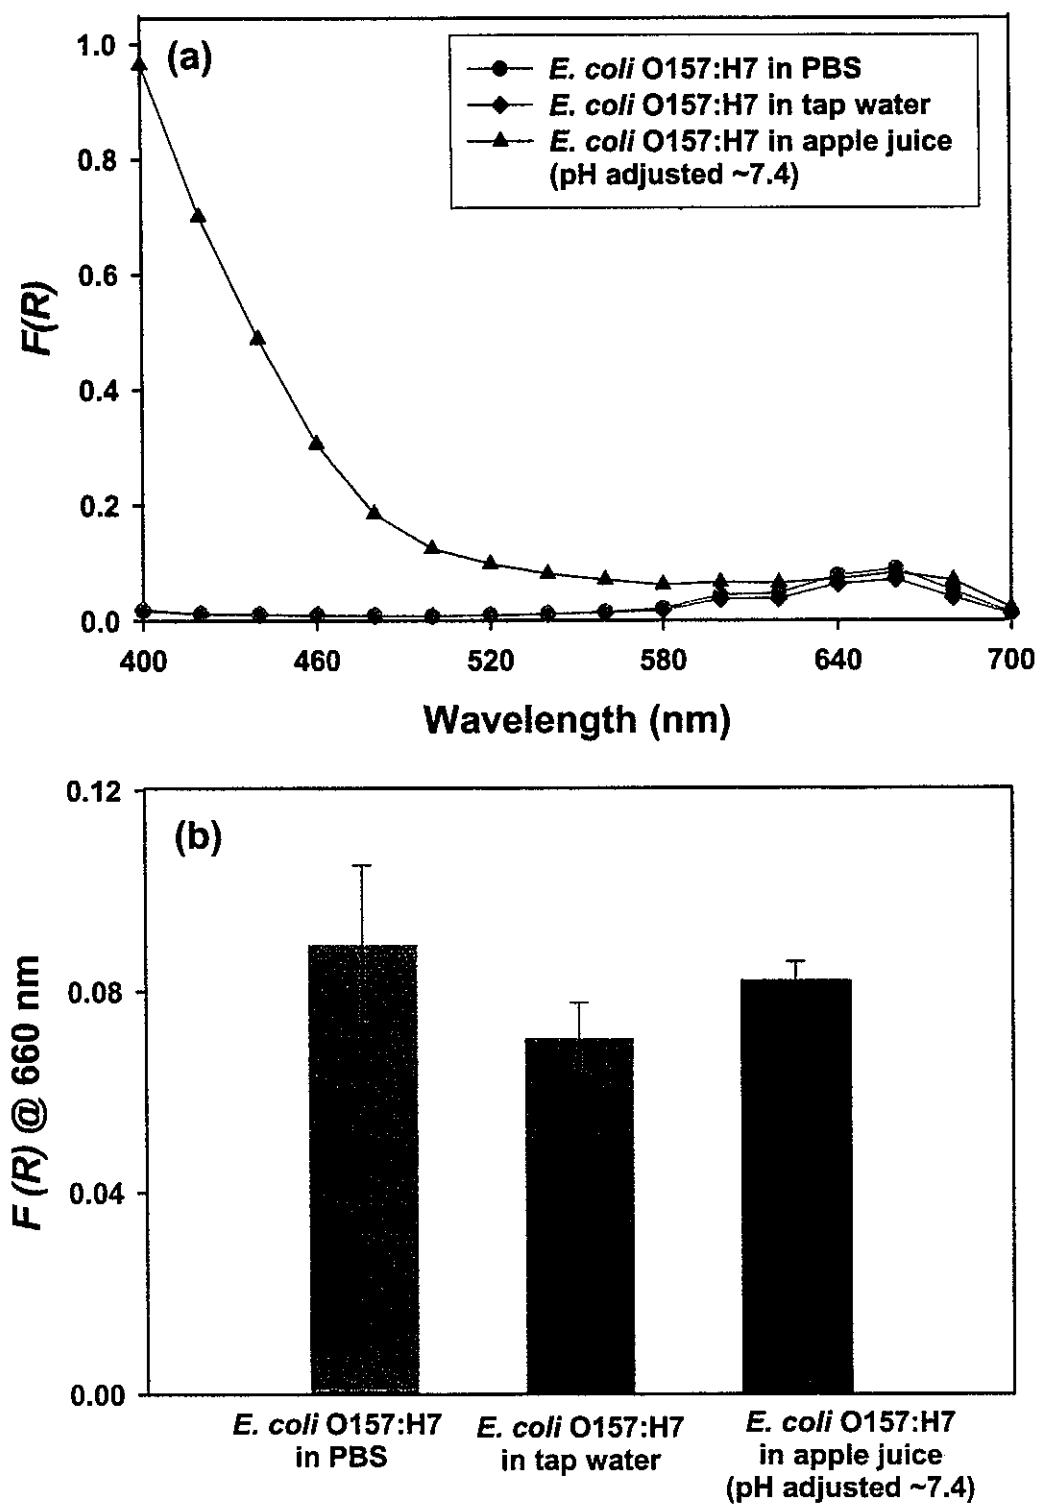 (a)
E. coli O157:H7 in PBS
E. coli O157:H7 in tap water
E. coli O157:H7 in apple juice
(pH adjusted ~7.4)
1.0
0.8
0.6
0.4
0.2
0.0
F(R)
400 460 520 580 640 700
Wavelength (nm)
(b)
0.12
0.08
0.04
0.00
F (R) @ 660 nm
E. coli O157:H7
in PBS
E. coli O157:H7
in tap water
E. coli O157:H7
in apple juice
(pH adjusted ~7.4)